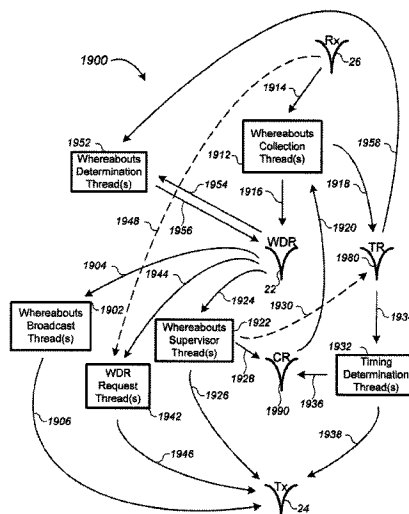 Rx
26
1900
1914
1952
Whereabouts
Determination
Thread(s)
1912
Whereabouts
Collection
Thread(s)
1958
1954
1948
1956
1916
1918
1920
WDR
22
TR
1980
1904
1944
1924
1930
1934
1902
Whereabouts
Broadcast
Thread(s)
1922
Whereabouts
Supervisor
Thread(s)
1932
Timing
Determination
Thread(s)
1928
CR
1990
1936
WDR
Request
Thread(s)
1942
1926
1906
1938
1946
Tx
24